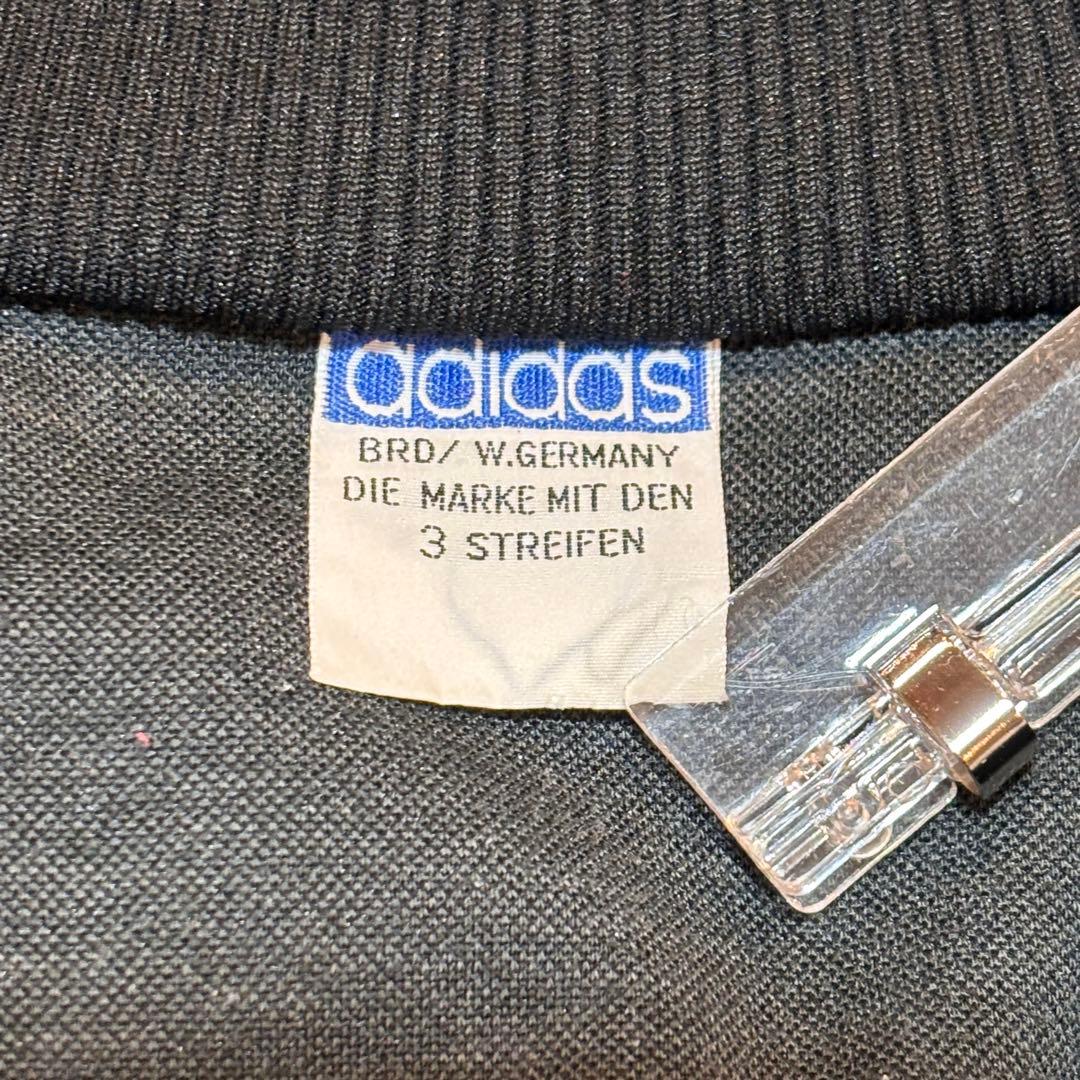 adidas
BRD/ W.GERMANY
DIE MARKE MIT DEN
3 STREIFEN